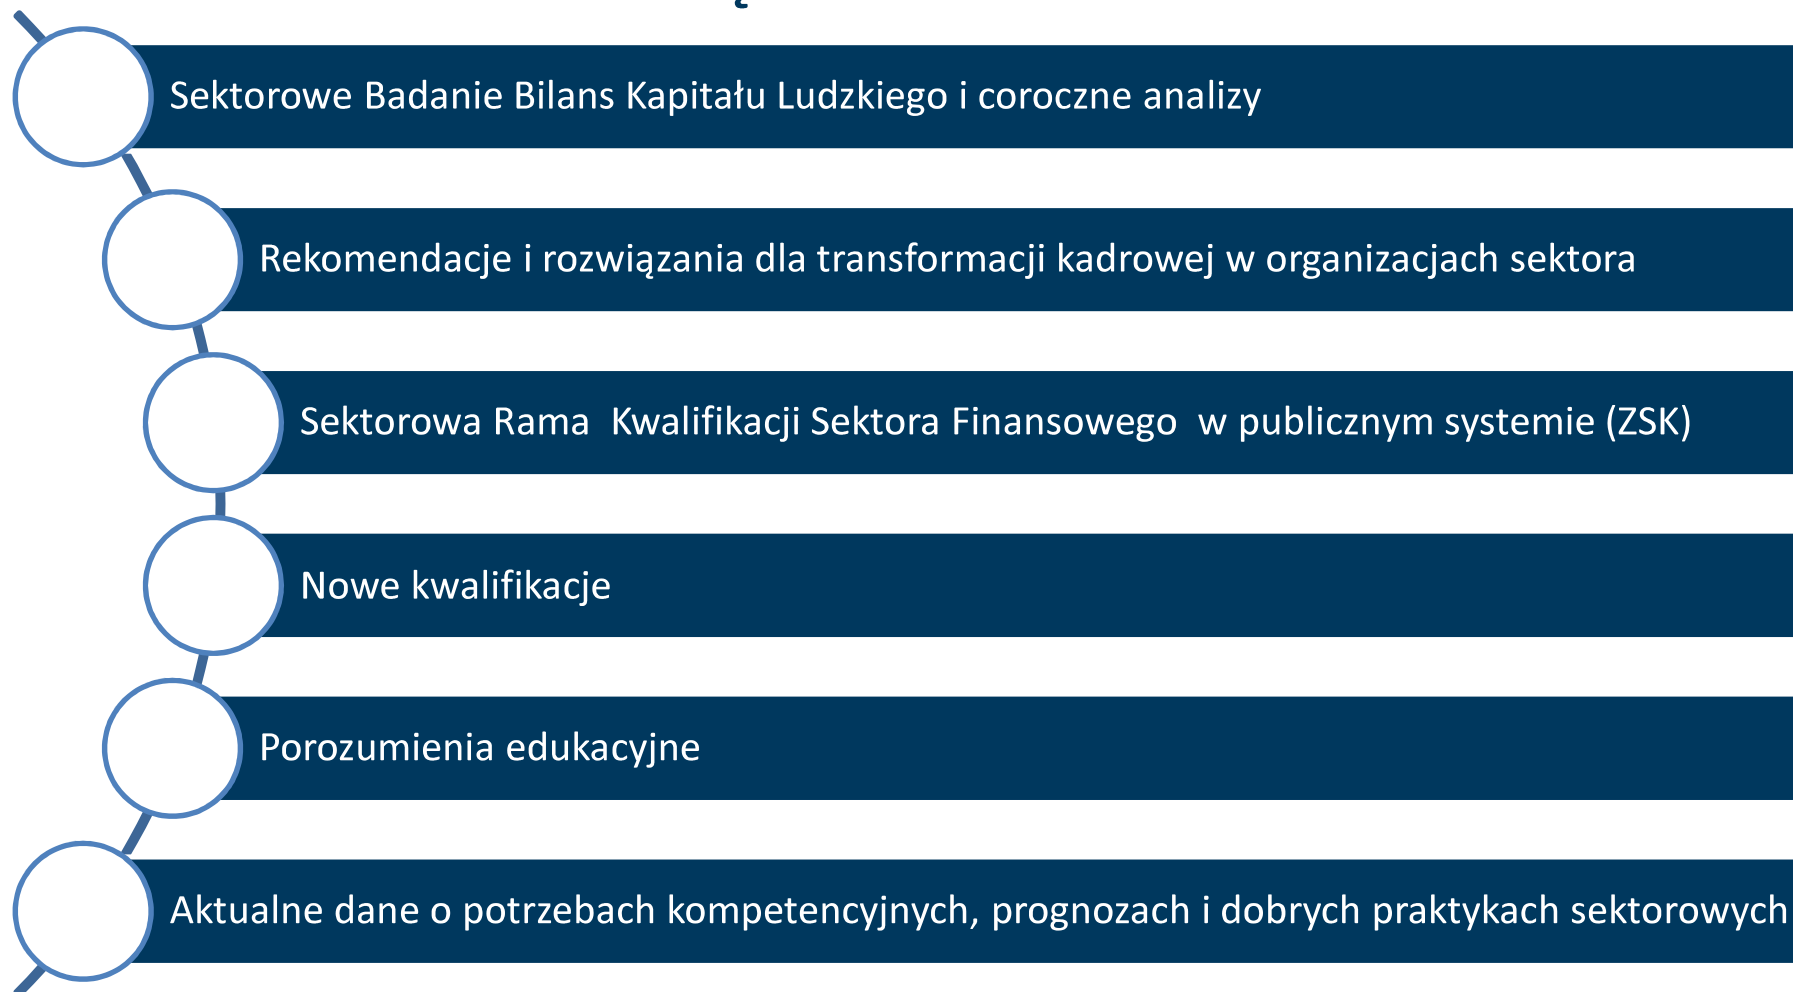 Sektorowe Badanie Bilans Kapitału Ludzkiego i coroczne analizy
Rekomendacje i rozwiązania dla transformacji kadrowej w organizacjach sektora
Sektorowa Rama  Kwalifikacji Sektora Finansowego  w publicznym systemie (ZSK)
Nowe kwalifikacje
Porozumienia edukacyjne
Aktualne dane o potrzebach kompetencyjnych, prognozach i dobrych praktykach sektorowych